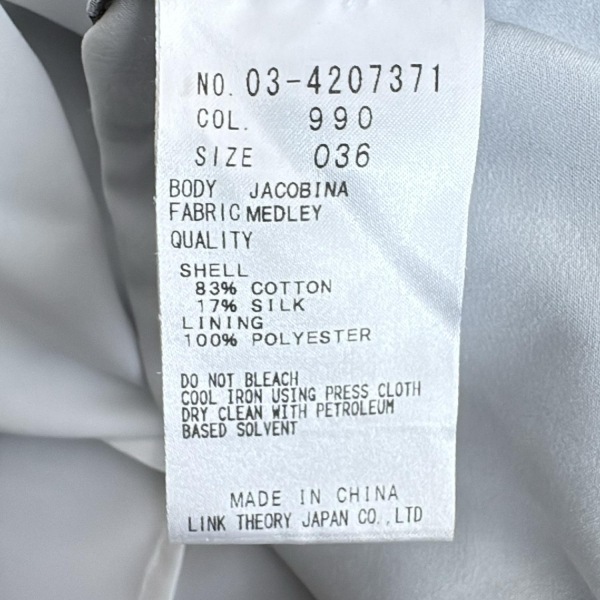 NO. 03-4207371
COL. 990
SIZE 036
BODY JACOBINA
FABRIC MEDLEY
QUALITY
SHELL
83% COTTON
17% SILK
LINING
100% POLYESTER
DO NOT BLEACH
COOL IRON USING PRESS CLOTH
DRY CLEAN WITH PETROLEUM
BASED SOLVENT
MADE IN CHINA
LINK THEORY JAPAN CO.,LTD